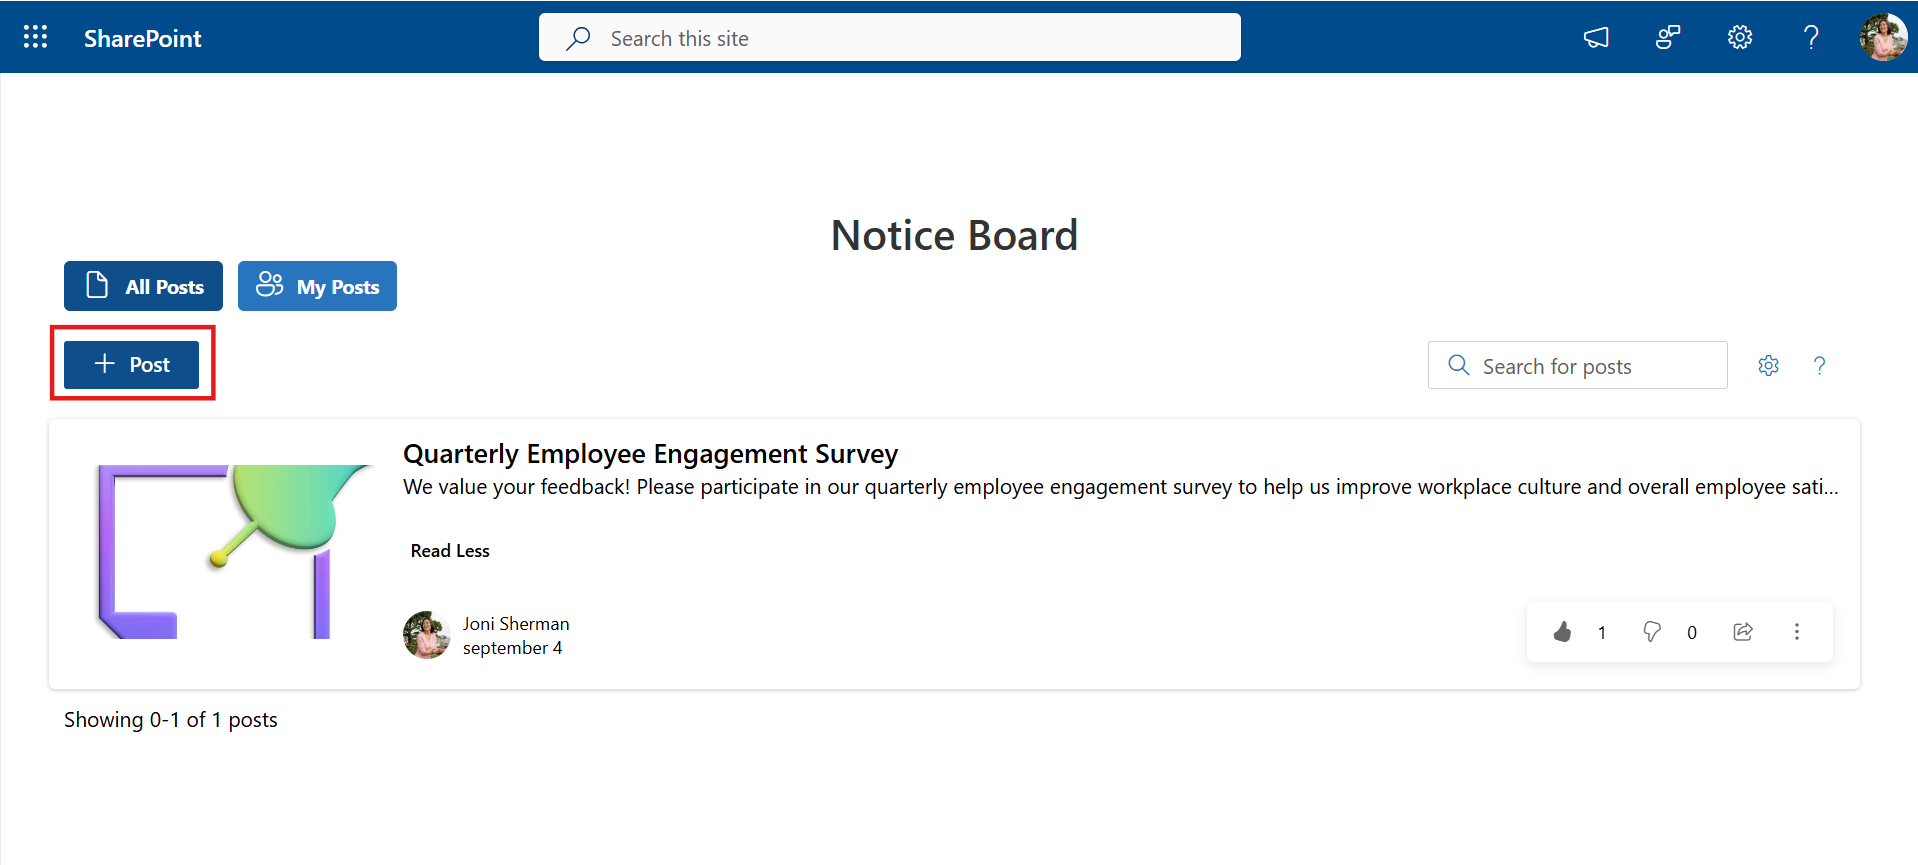 SharePoint
Search this site
Notice Board
All Posts
My Posts
Post
Search for posts
Quarterly Employee Engagement Survey
We value your feedback! Please participate in our quarterly employee engagement survey to help us improve workplace culture and overall employee sati...
Read Less
Joni Sherman
september 4
1
0
Showing 0-1 of 1 posts